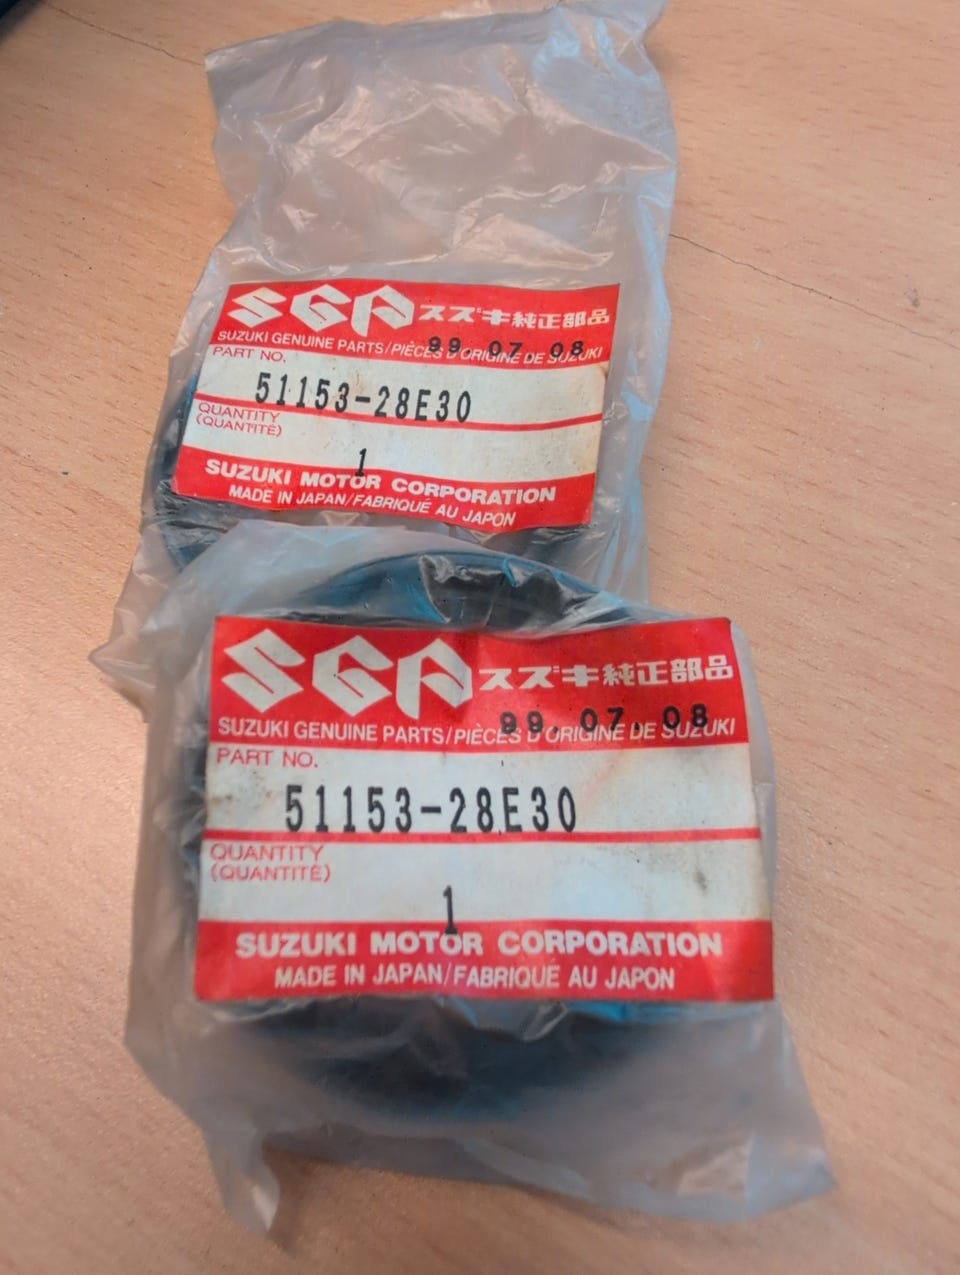 SGP スズキ純正部品
99.07.08
SUZUKI GENUINE PARTS/PIÈCES D'ORIGINE DE SUZUKI
PART NO.
51153-28E30
QUANTITY
(QUANTITÉ)
1
SUZUKI MOTOR CORPORATION
MADE IN JAPAN/FABRIQUÉ AU JAPON
SGP スズキ純正部品
99.07.08
SUZUKI GENUINE PARTS/PIÈCES D'ORIGINE DE SUZUKI
PART NO.
51153-28E30
QUANTITY
(QUANTITÉ)
1
SUZUKI MOTOR CORPORATION
MADE IN JAPAN/FABRIQUÉ AU JAPON